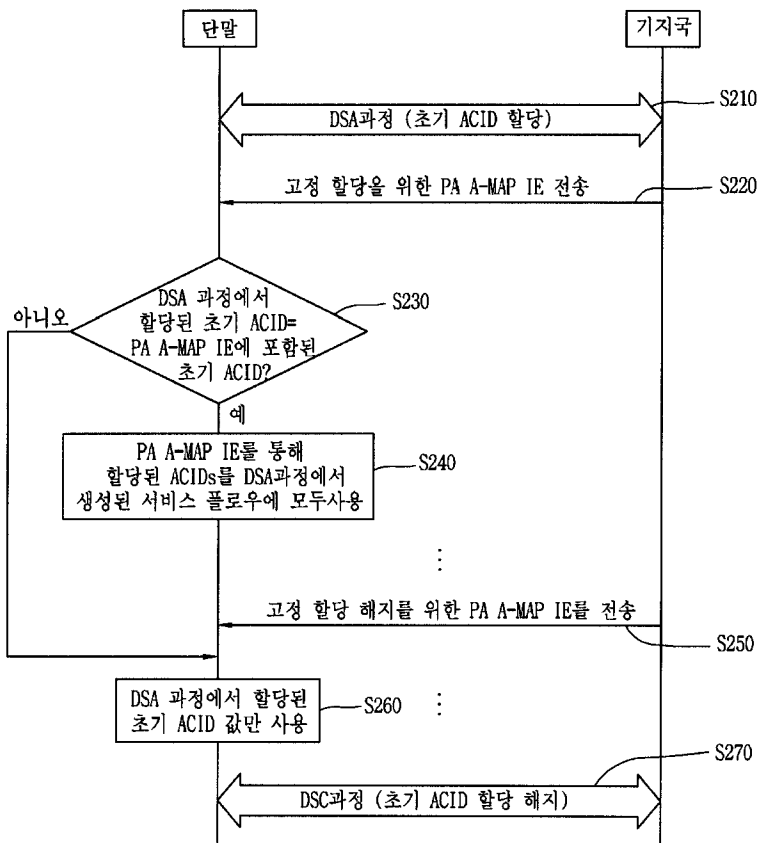 단말
기지국
S210
DSA과정 (초기 ACID 할당)
S220
고정 할당을 위한 PA A-MAP IE 전송
S230
아니오
DSA 과정에서
할당된 초기 ACID=
PA A-MAP IE에 포함된
초기 ACID?
예
PA A-MAP IE를 통해
할당된 ACIDs를 DSA과정에서
생성된 서비스 플로우에 모두사용
S240
고정 할당 해지를 위한 PA A-MAP IE를 전송
S250
DSA 과정에서 할당된
초기 ACID 값만 사용
S260
S270
DSC과정 (초기 ACID 할당 해지)